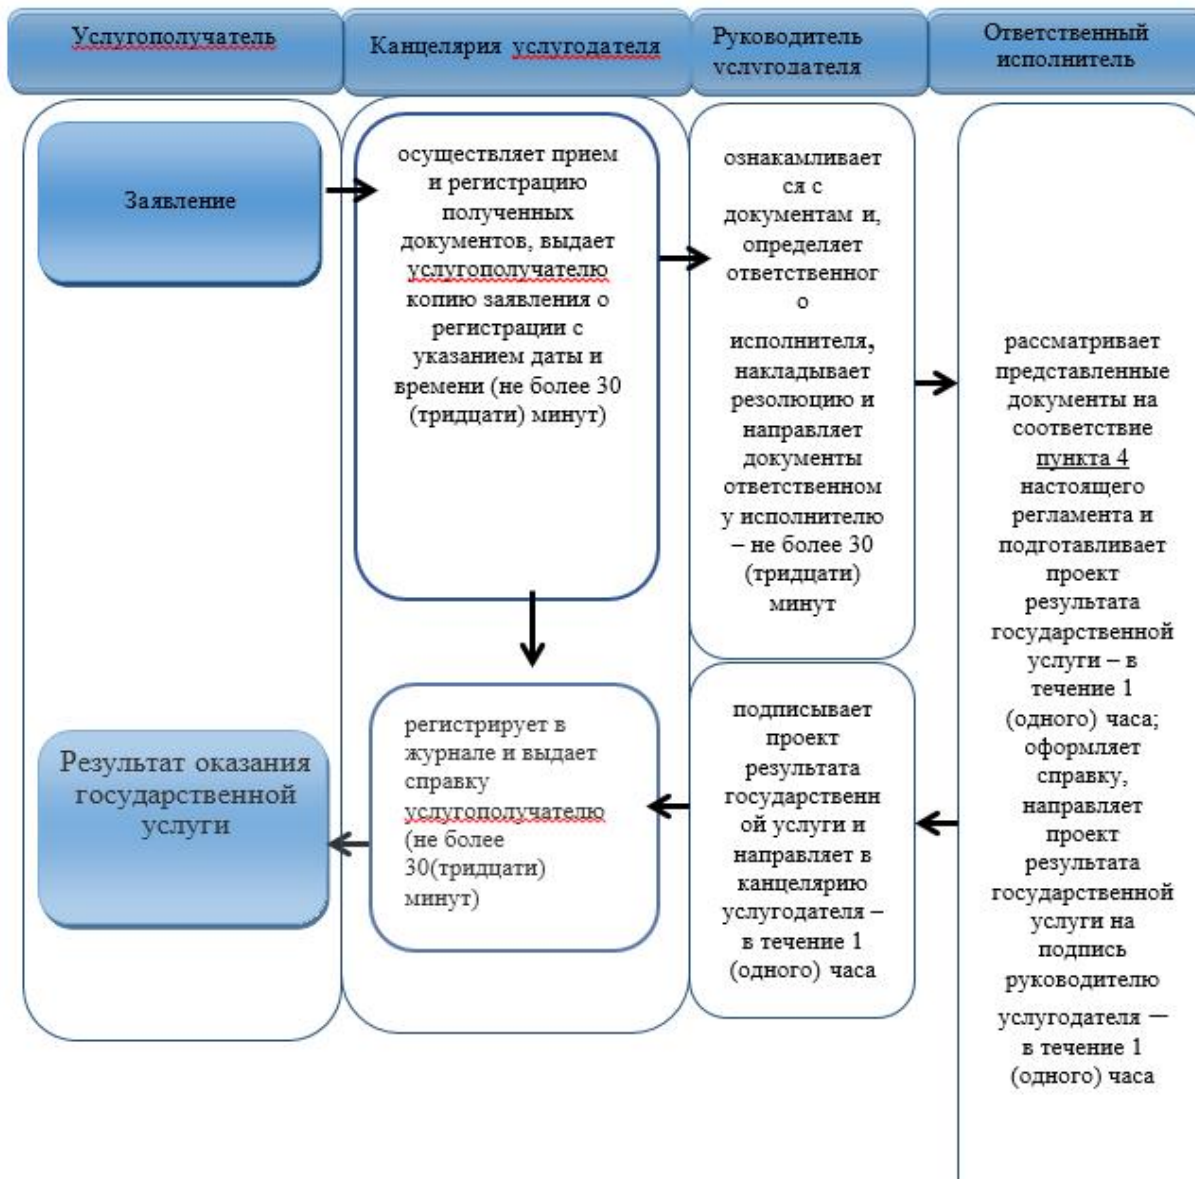 Услугополучатель
Канцелярия услугодателя
Руководитель
услугодателя
Ответственный
исполнитель
Заявление
осуществляет прием
и регистрацию
полученных
документов, выдает
услугополучателю
копию заявления о
регистрации с
указанием даты и
времени (не более 30
(тридцати) минут)
ознакамливает
ся с
документам и,
определяет
ответственног
о
исполнителя,
накладывает
резолюцию и
направляет
документы
ответственном
у исполнителю
– не более 30
(тридцати)
минут
рассматривает
представленные
документы на
соответствие
пункта 4
настоящего
регламента и
подготавливает
проект
результата
государственной
услуги – в
течение 1
(одного) часа;
оформляет
справку,
направляет
проект
результата
государственной
услуги на
подпись
руководителю
услугодателя —
в течение 1
(одного) часа
подписывает
проект
результата
государственн
ой услуги и
направляет в
канцелярию
услугодателя –
в течение 1
(одного) часа
регистрирует в
журнале и выдает
справку
услугополучателю
(не более
30(тридцати)
минут)
Результат оказания
государственной
услуги